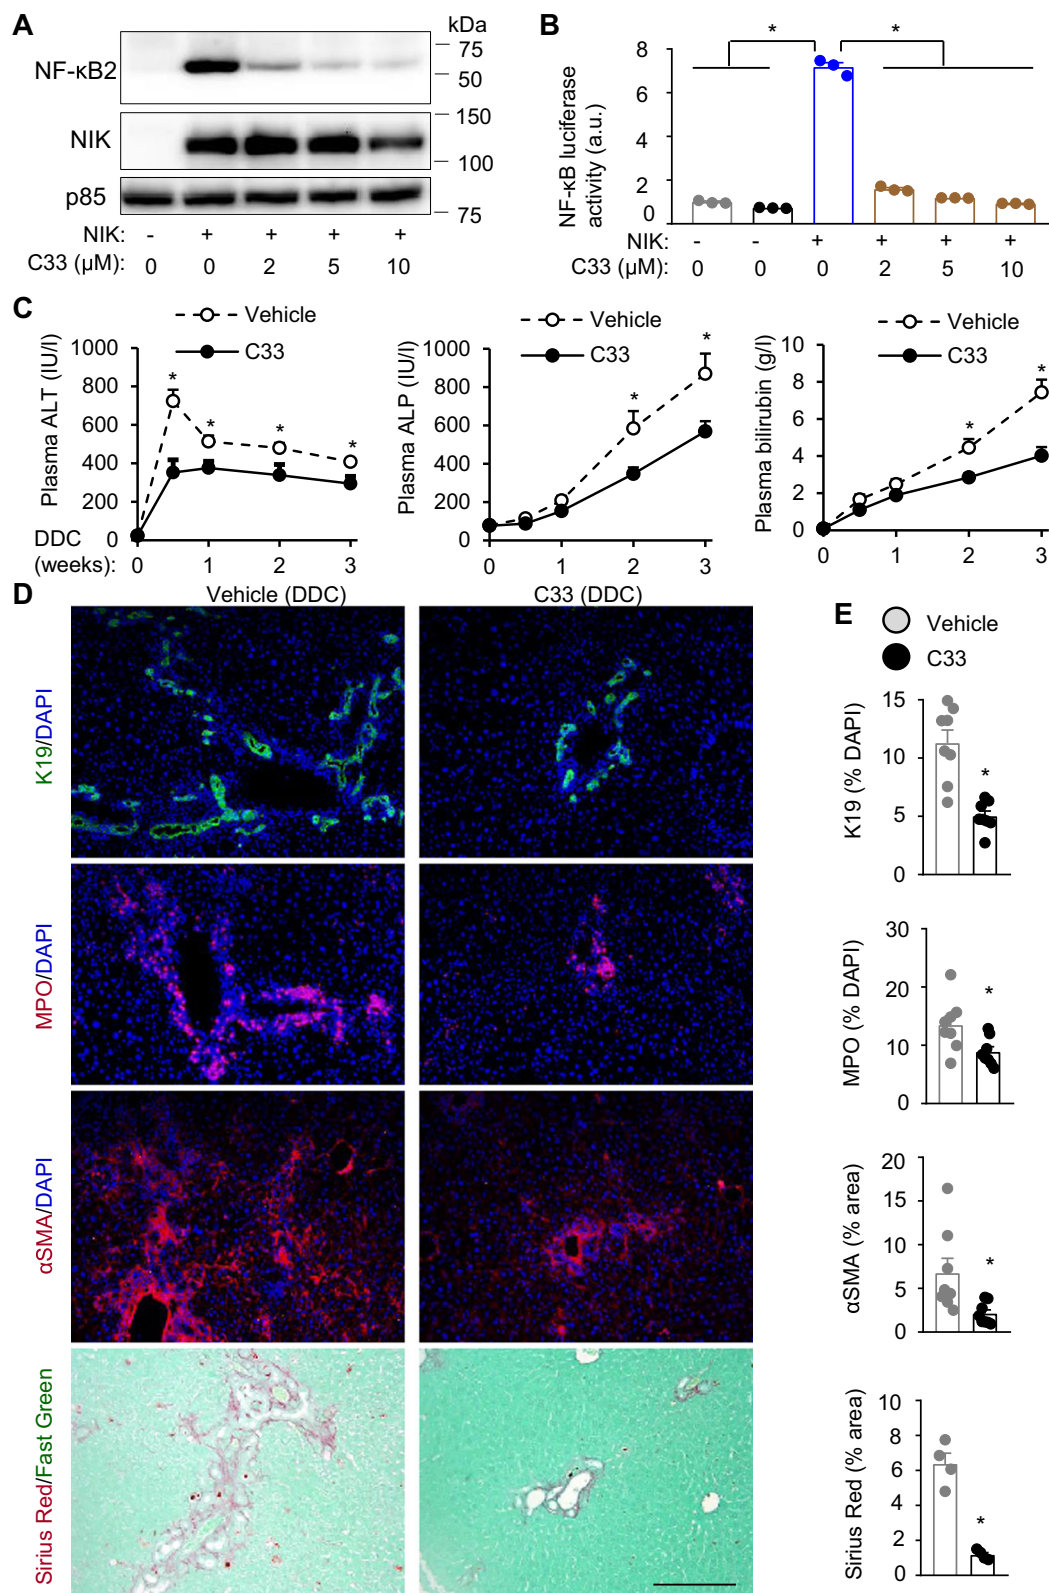 A
kDa
NF-κB2
75
50
NIK
150
100
p85
75
NIK: - + + + +
C33 (μM): 0 0 2 5 10
B
* *
NF-κB luciferase
activity (a.u.)
8
6
4
2
0
NIK: - - + + + +
C33 (μM): 0 0 0 2 5 10
C
Vehicle
C33
Plasma ALT (IU/l)
1000
800
600
400
200
0
* * * *
DDC
(weeks): 0 1 2 3
Vehicle
C33
Plasma ALP (IU/l)
1000
800
600
400
200
0
* *
0 1 2 3
Vehicle
C33
Plasma bilirubin (g/l)
10
8
6
4
2
0
* *
0 1 2 3
D
Vehicle (DDC) C33 (DDC)
K19/DAPI
MPO/DAPI
αSMA/DAPI
Sirius Red/Fast Green
E
Vehicle
C33
K19 (% DAPI)
15
10
5
0
*
MPO (% DAPI)
30
20
10
0
*
αSMA (% area)
20
15
10
5
0
*
Sirius Red (% area)
10
8
6
4
2
0
*